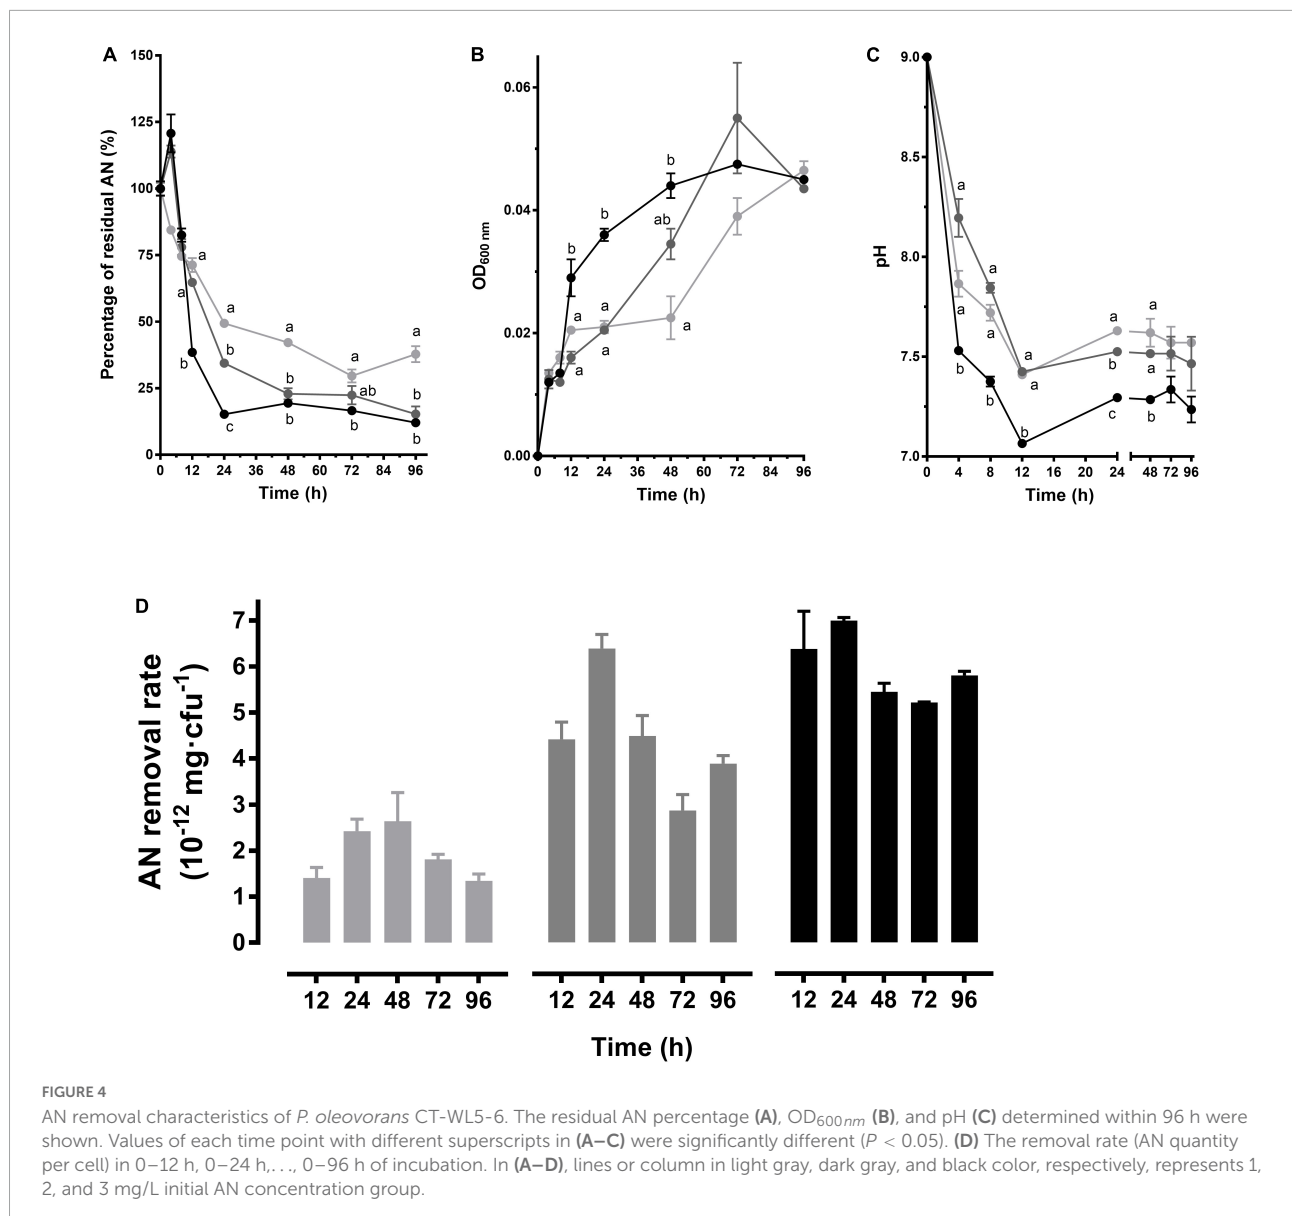 A
150
125
100
75
50
25
0
Percentage of residual AN (%)
a
a
a
b
a
b
c
a
b
b
a
ab
b
a
b
b
0 12 24 36 48 60 72 84 96
Time (h)
B
0.06
0.04
0.02
0.00
OD600 nm
b
a
a
b
a
a
b
ab
a
0 12 24 36 48 60 72 84 96
Time (h)
C
9.0
8.5
8.0
7.5
7.0
pH
a
a
b
a
a
b
a
a
b
a
b
c
a
a
b
0 4 8 12 16 20 24 48 72 96
Time (h)
D
7
6
5
4
3
2
1
0
AN removal rate
(10-12 mg·cfu-1)
12 24 48 72 96 12 24 48 72 96 12 24 48 72 96
Time (h)
FIGURE 4
AN removal characteristics of P. oleovorans CT-WL5-6. The residual AN percentage (A), OD600nm (B), and pH (C) determined within 96 h were
shown. Values of each time point with different superscripts in (A–C) were significantly different (P < 0.05). (D) The removal rate (AN quantity
per cell) in 0–12 h, 0–24 h,. . ., 0–96 h of incubation. In (A–D), lines or column in light gray, dark gray, and black color, respectively, represents 1,
2, and 3 mg/L initial AN concentration group.